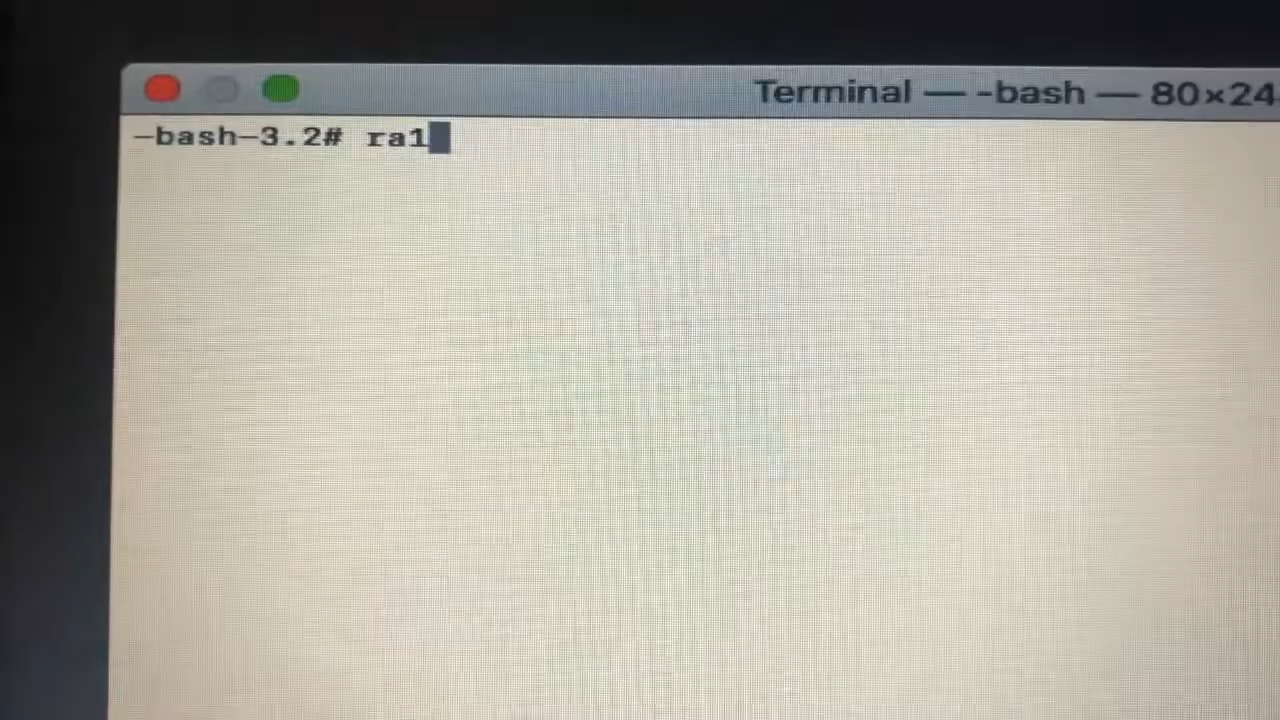 Terminal — -bash — 80×24
-bash-3.2# ra1